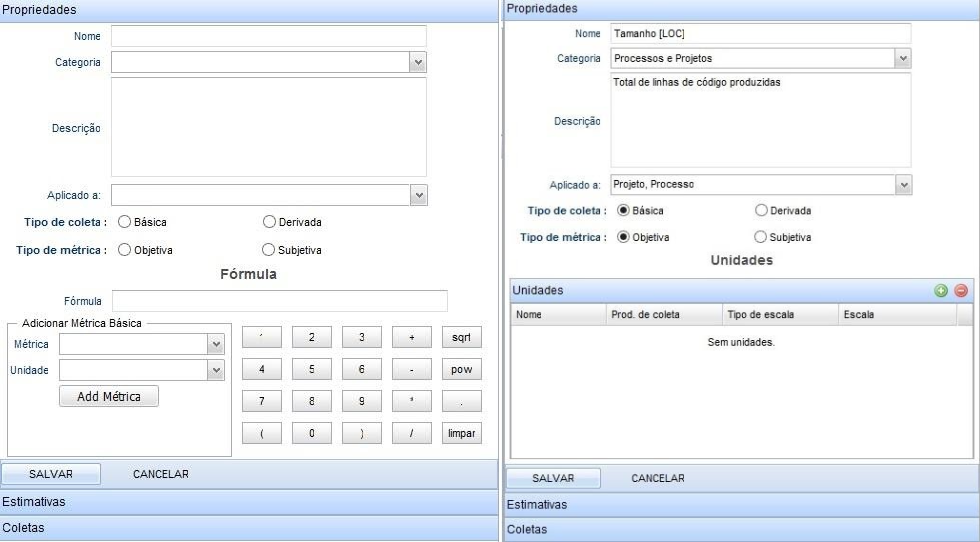 Propriedades
Nome
Categoria
Descrição
Aplicado a:
Tipo de coleta : Básica Derivada
Tipo de métrica : Objetiva Subjetiva
Fórmula
Fórmula
Adicionar Métrica Básica
Métrica
Unidade
Add Métrica
1 2 3 + sqrt
4 5 6 - pow
7 8 9 * .
( 0 ) / limpar
SALVAR CANCELAR
Estimativas
Coletas
Propriedades
Nome Tamanho [LOC]
Categoria Processos e Projetos
Descrição Total de linhas de código produzidas
Aplicado a: Projeto, Processo
Tipo de coleta : Básica Derivada
Tipo de métrica : Objetiva Subjetiva
Unidades
Unidades
Nome Prod. de coleta Tipo de escala Escala
Sem unidades.
SALVAR CANCELAR
Estimativas
Coletas